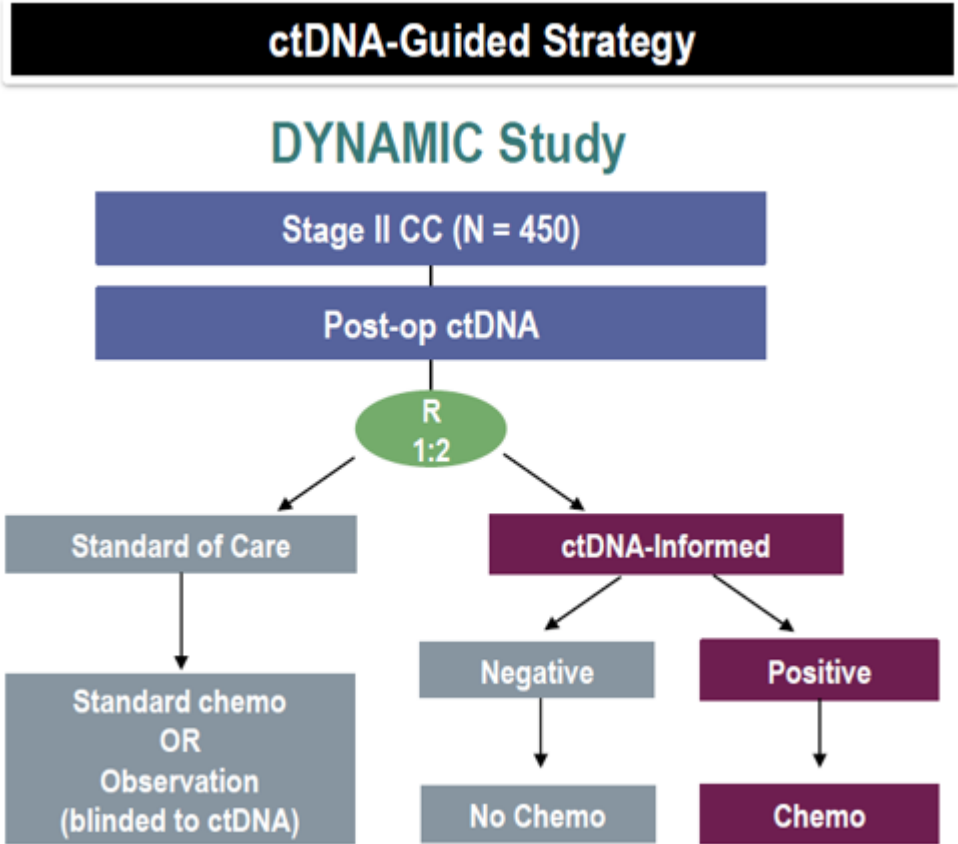 ctDNA-Guided Strategy
DYNAMIC Study
Stage II CC (N = 450)
Post-op ctDNA
R
1:2
Standard of Care
ctDNA-Informed
Negative
Positive
Standard chemo
OR
Observation
(blinded to ctDNA)
No Chemo
Chemo